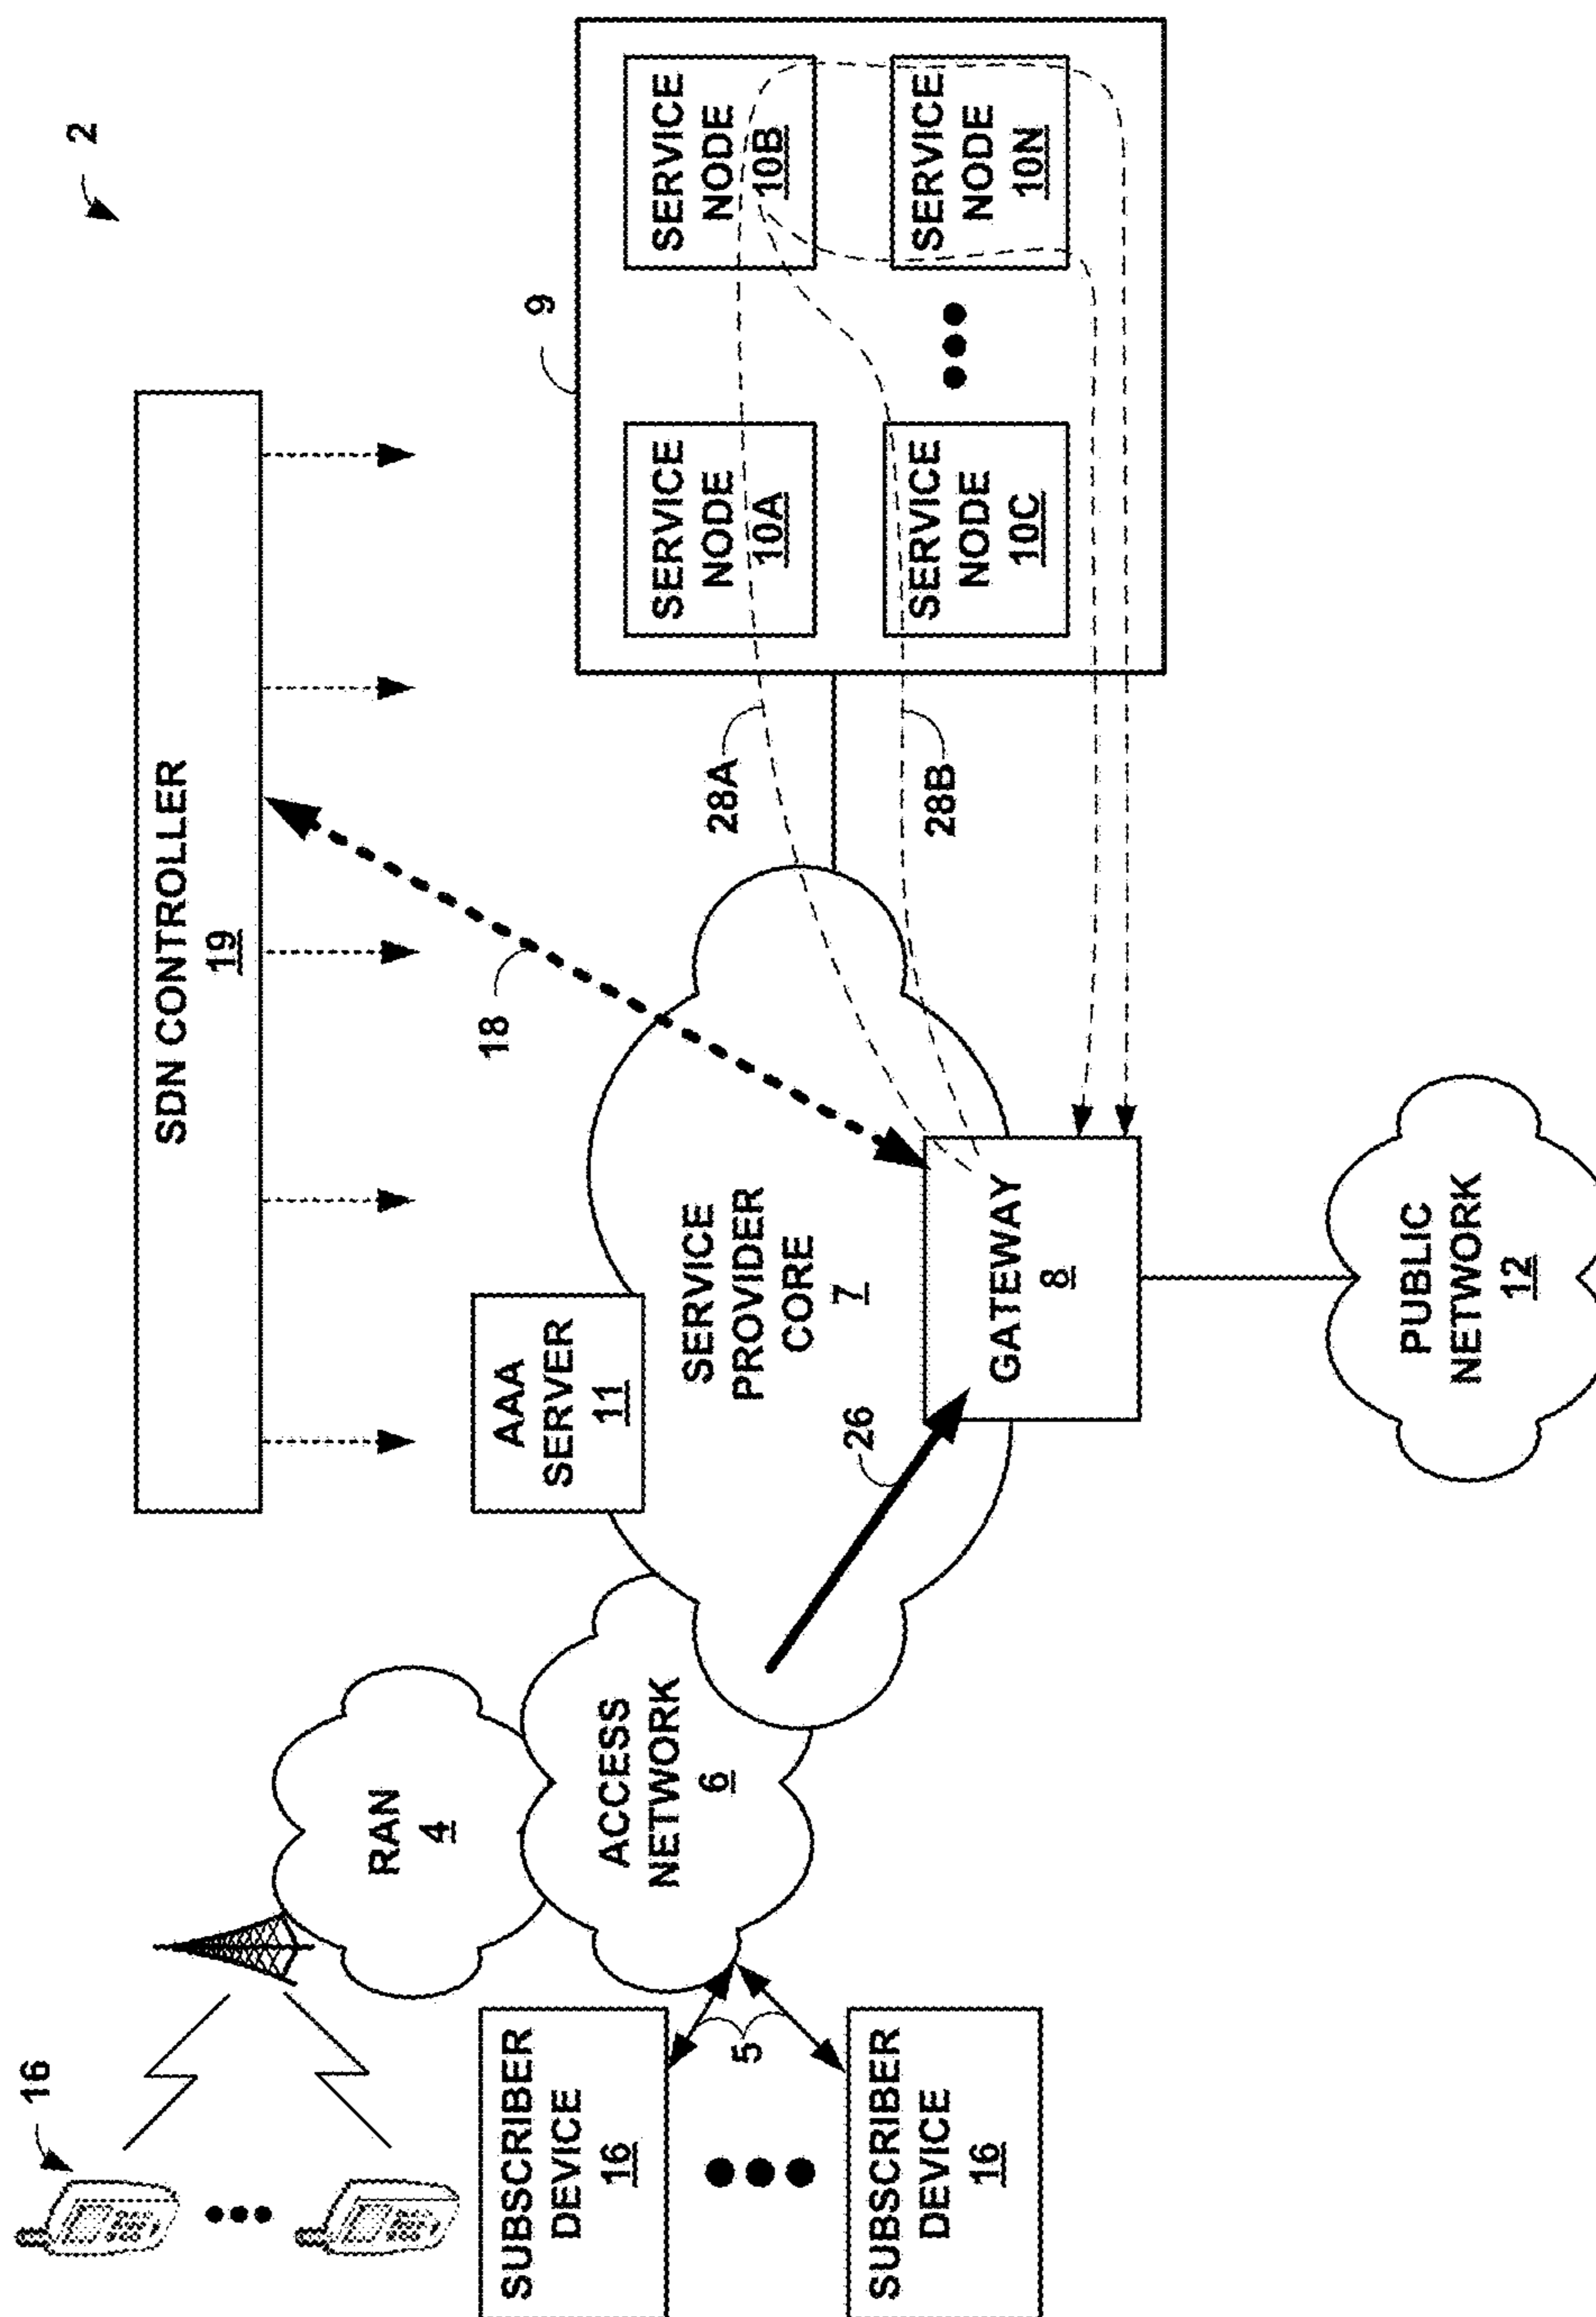 2
SDN CONTROLLER
19
9
16
18
28A
28B
SERVICE
NODE
10A
SERVICE
NODE
10B
SERVICE
NODE
10C
SERVICE
NODE
10N
AAA
SERVER
11
RAN
4
ACCESS
NETWORK
6
SERVICE
PROVIDER
CORE
7
26
GATEWAY
8
SUBSCRIBER
DEVICE
16
5
SUBSCRIBER
DEVICE
16
PUBLIC
NETWORK
12